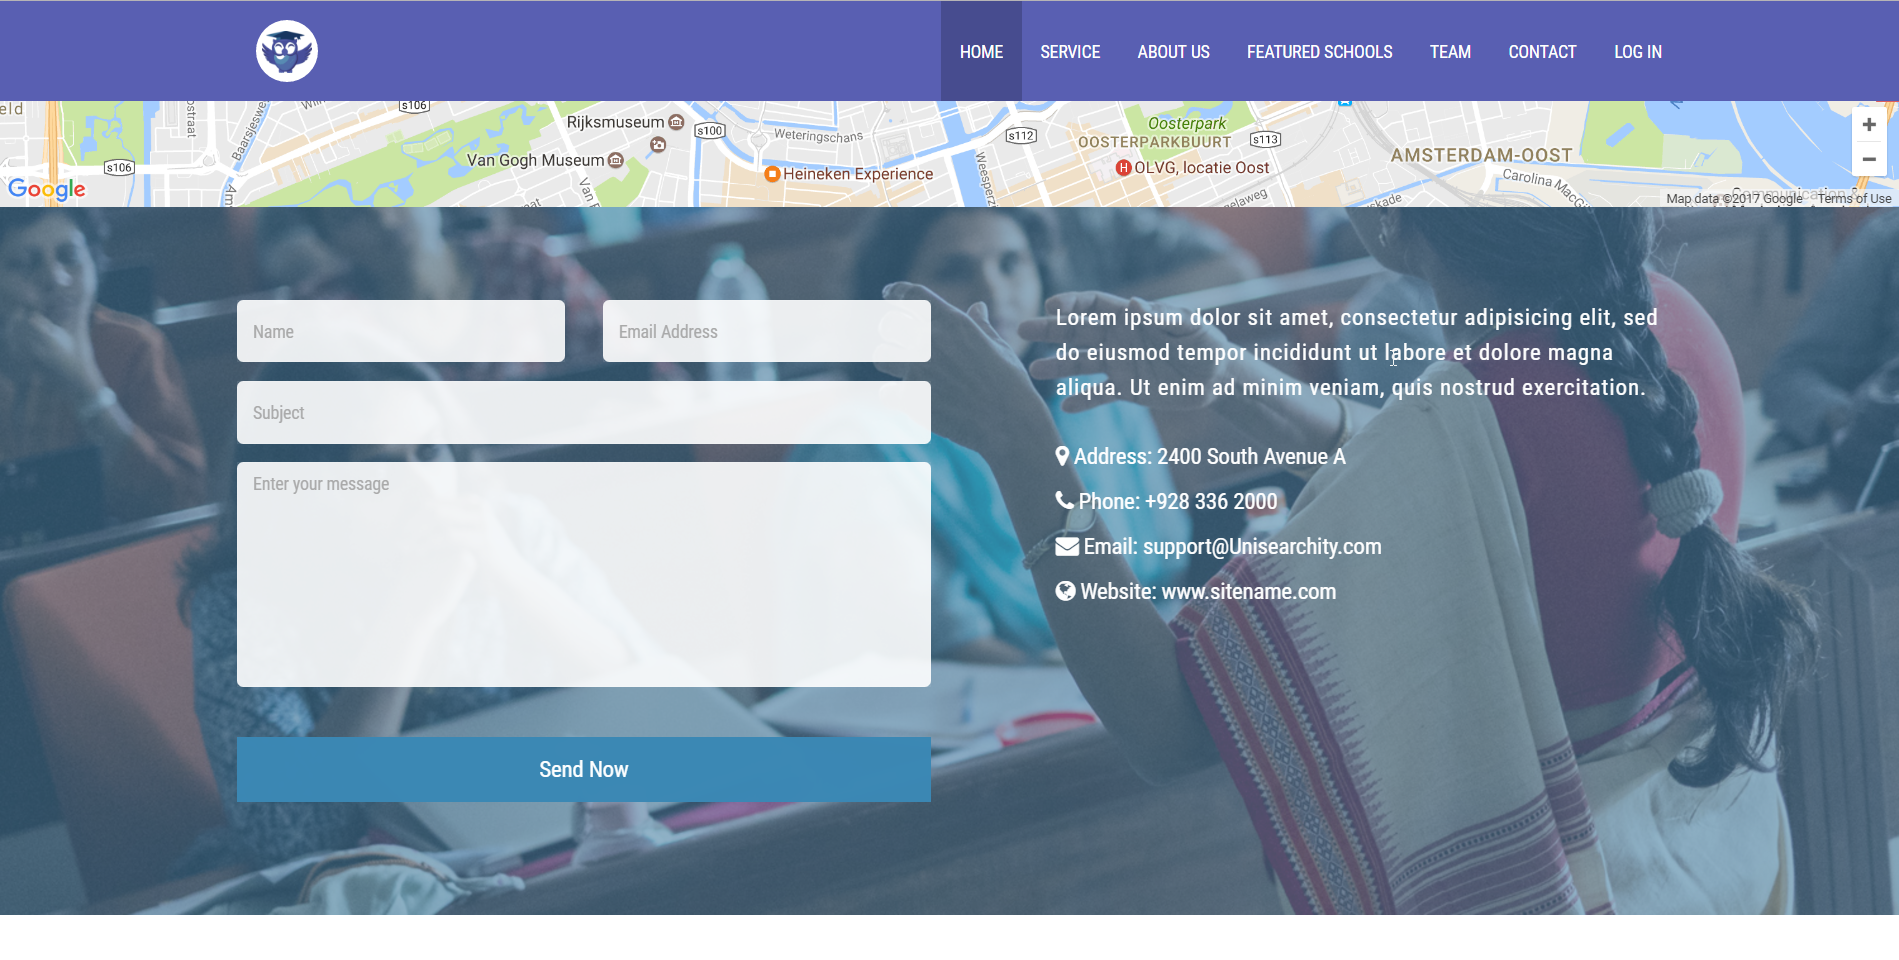 HOME SERVICE ABOUT US FEATURED SCHOOLS TEAM CONTACT LOG IN
s106
Rijksmuseum
s100
Weteringschans
s112
Oosterpark
OOSTERPARKBUURT
s113
AMSTERDAM-OOST
s106
Van Gogh Museum
Heineken Experience
H OLVG, locatie Oost
Google
Map data ©2017 Google Terms of Use
Name
Email Address
Subject
Enter your message
Send Now
Lorem ipsum dolor sit amet, consectetur adipisicing elit, sed
do eiusmod tempor incididunt ut labore et dolore magna
aliqua. Ut enim ad minim veniam, quis nostrud exercitation.
Address: 2400 South Avenue A
Phone: +928 336 2000
Email: support@Unisearchity.com
Website: www.sitename.com